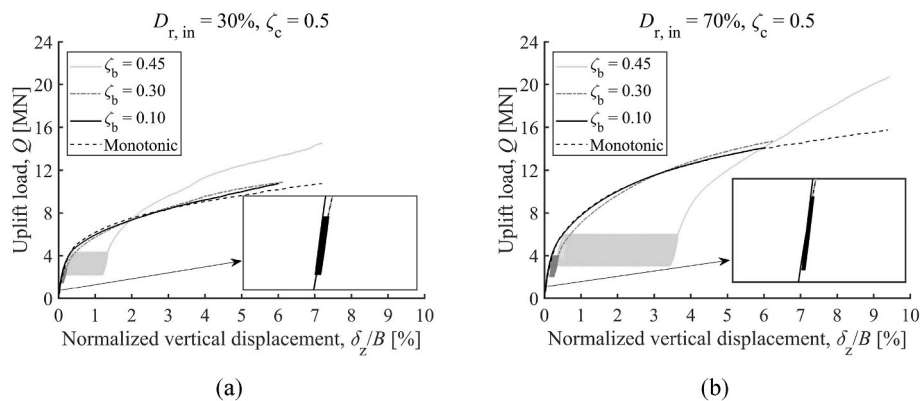 D_r, in = 30%, ζ_c = 0.5
24
20
16
12
8
4
0
Uplift load, Q [MN]
ζ_b = 0.45
ζ_b = 0.30
ζ_b = 0.10
Monotonic
0 1 2 3 4 5 6 7 8 9 10
Normalized vertical displacement, δ_z/B [%]
(a)
D_r, in = 70%, ζ_c = 0.5
24
20
16
12
8
4
0
Uplift load, Q [MN]
ζ_b = 0.45
ζ_b = 0.30
ζ_b = 0.10
Monotonic
0 1 2 3 4 5 6 7 8 9 10
Normalized vertical displacement, δ_z/B [%]
(b)